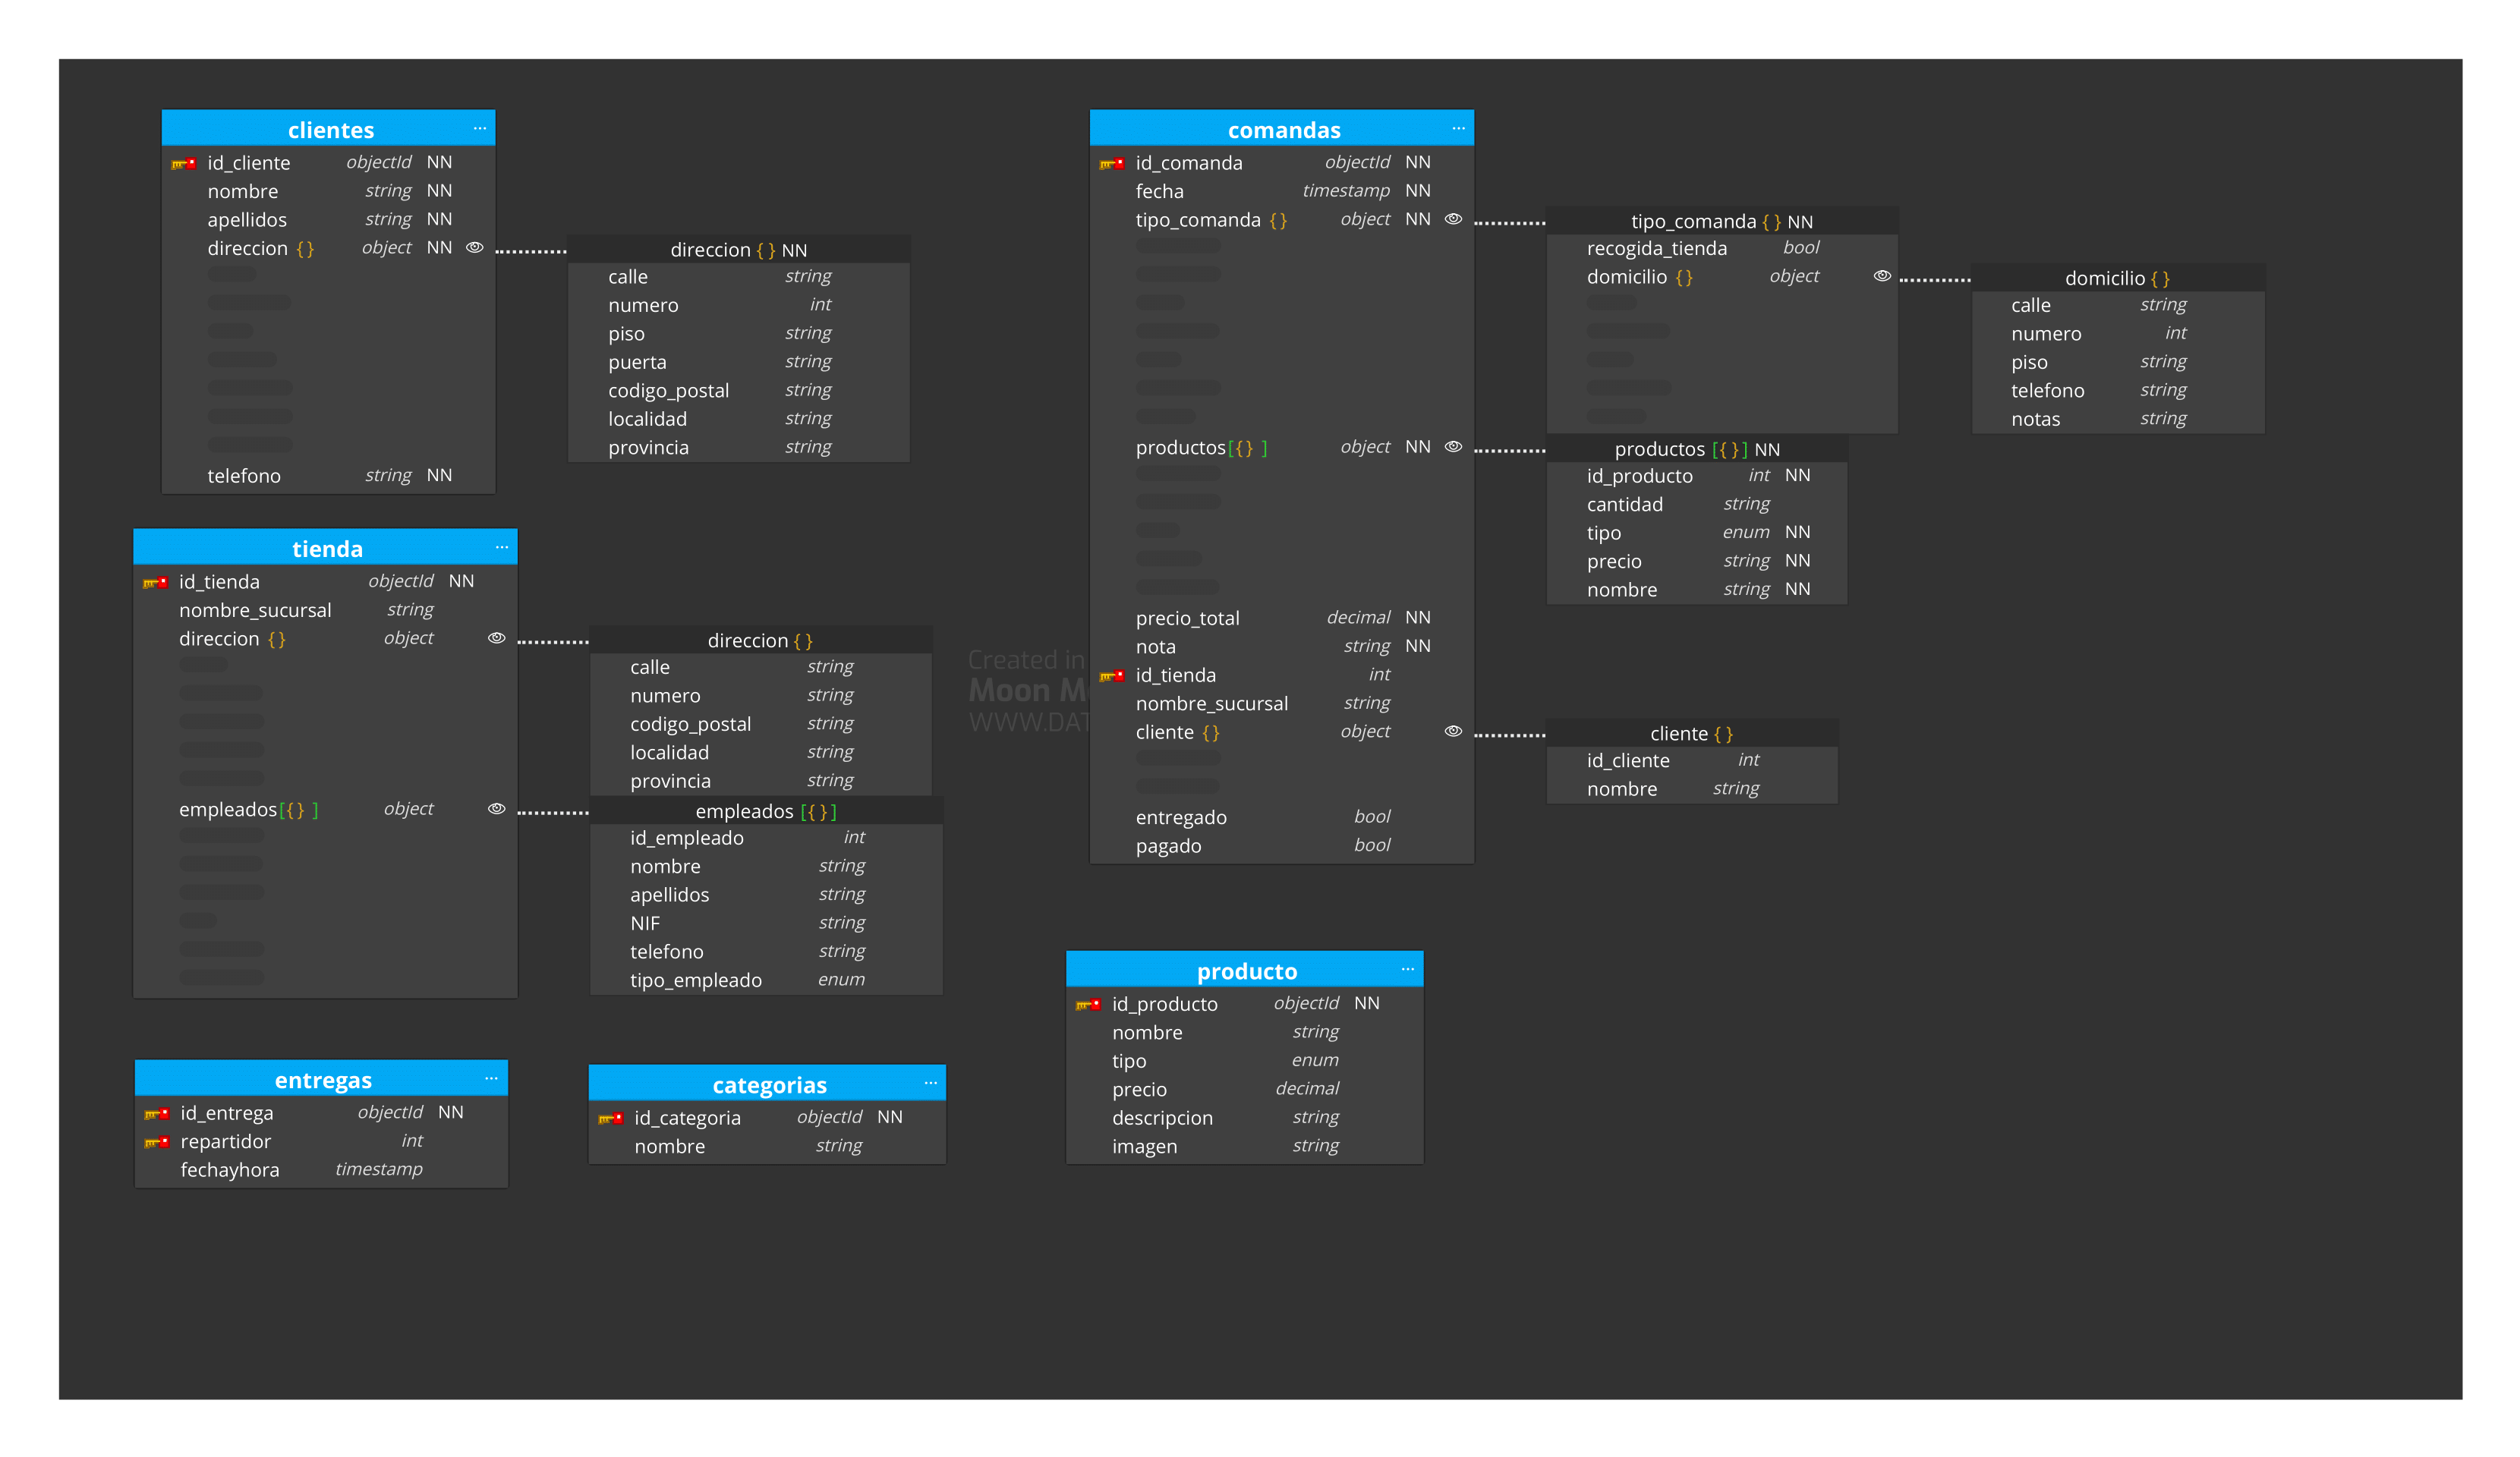 clientes ...
id_cliente objectId NN
nombre string NN
apellidos string NN
direccion {} object NN
telefono string NN
direccion { } NN
calle string
numero int
piso string
puerta string
codigo_postal string
localidad string
provincia string
tienda ...
id_tienda objectId NN
nombre_sucursal string
direccion {} object
empleados[{} ] object
direccion { }
calle string
numero string
codigo_postal string
localidad string
provincia string
empleados [{ }]
id_empleado int
nombre string
apellidos string
NIF string
telefono string
tipo_empleado enum
entregas ...
id_entrega objectId NN
repartidor int
fechayhora timestamp
categorias ...
id_categoria objectId NN
nombre string
Created in
Moon M
WWW.DAT
comandas ...
id_comanda objectId NN
fecha timestamp NN
tipo_comanda {} object NN
productos[{} ] object NN
precio_total decimal NN
nota string NN
id_tienda int
nombre_sucursal string
cliente {} object
entregado bool
pagado bool
tipo_comanda { } NN
recogida_tienda bool
domicilio {} object
domicilio { }
calle string
numero int
piso string
telefono string
notas string
productos [{ }] NN
id_producto int NN
cantidad string
tipo enum NN
precio string NN
nombre string NN
cliente { }
id_cliente int
nombre string
producto ...
id_producto objectId NN
nombre string
tipo enum
precio decimal
descripcion string
imagen string